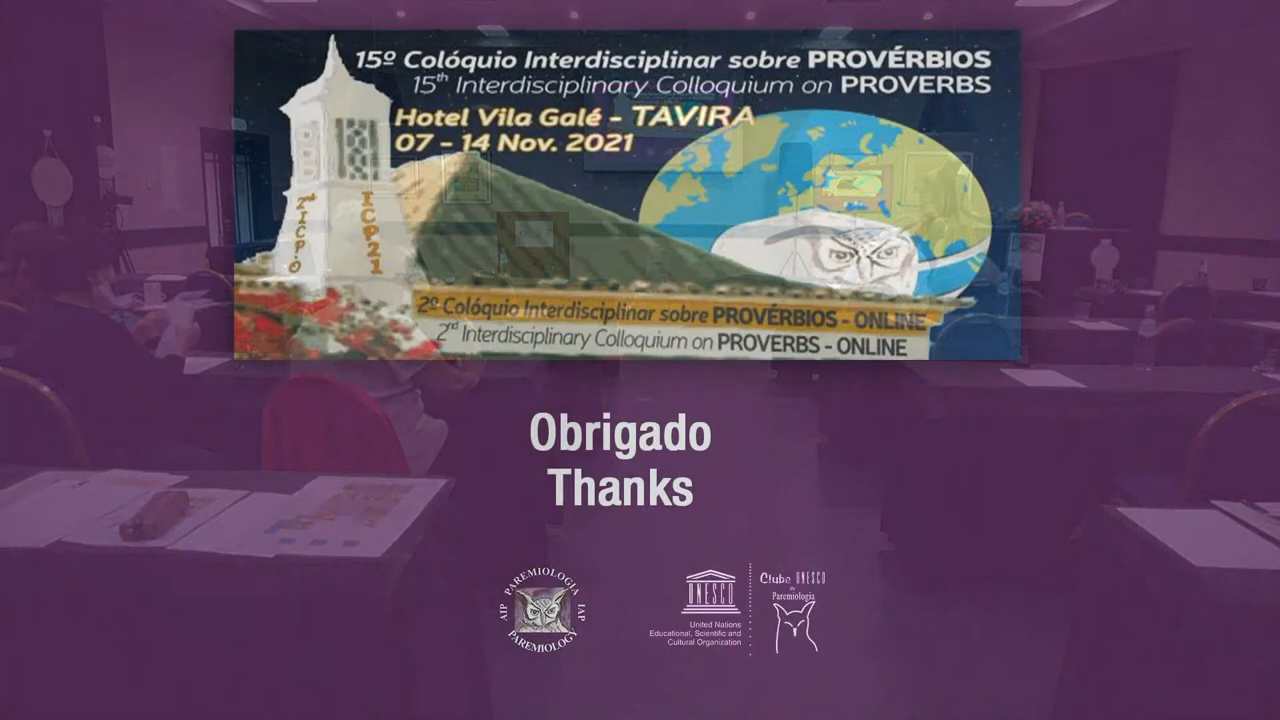 15º Colóquio Interdisciplinar sobre PROVÉRBIOS
15th Interdisciplinary Colloquium on PROVERBS
Hotel Vila Galé - TAVIRA
07 - 14 Nov. 2021
2nd ICP.O
ICP21
2º Colóquio Interdisciplinar sobre PROVÉRBIOS - ONLINE
2nd Interdisciplinary Colloquium on PROVERBS - ONLINE
Obrigado
Thanks
AIP PAREMIOLOGIA IAP
PAREMIOLOGY
UNESCO
United Nations
Educational, Scientific and
Cultural Organization
Clube UNESCO
de
Paremiologia